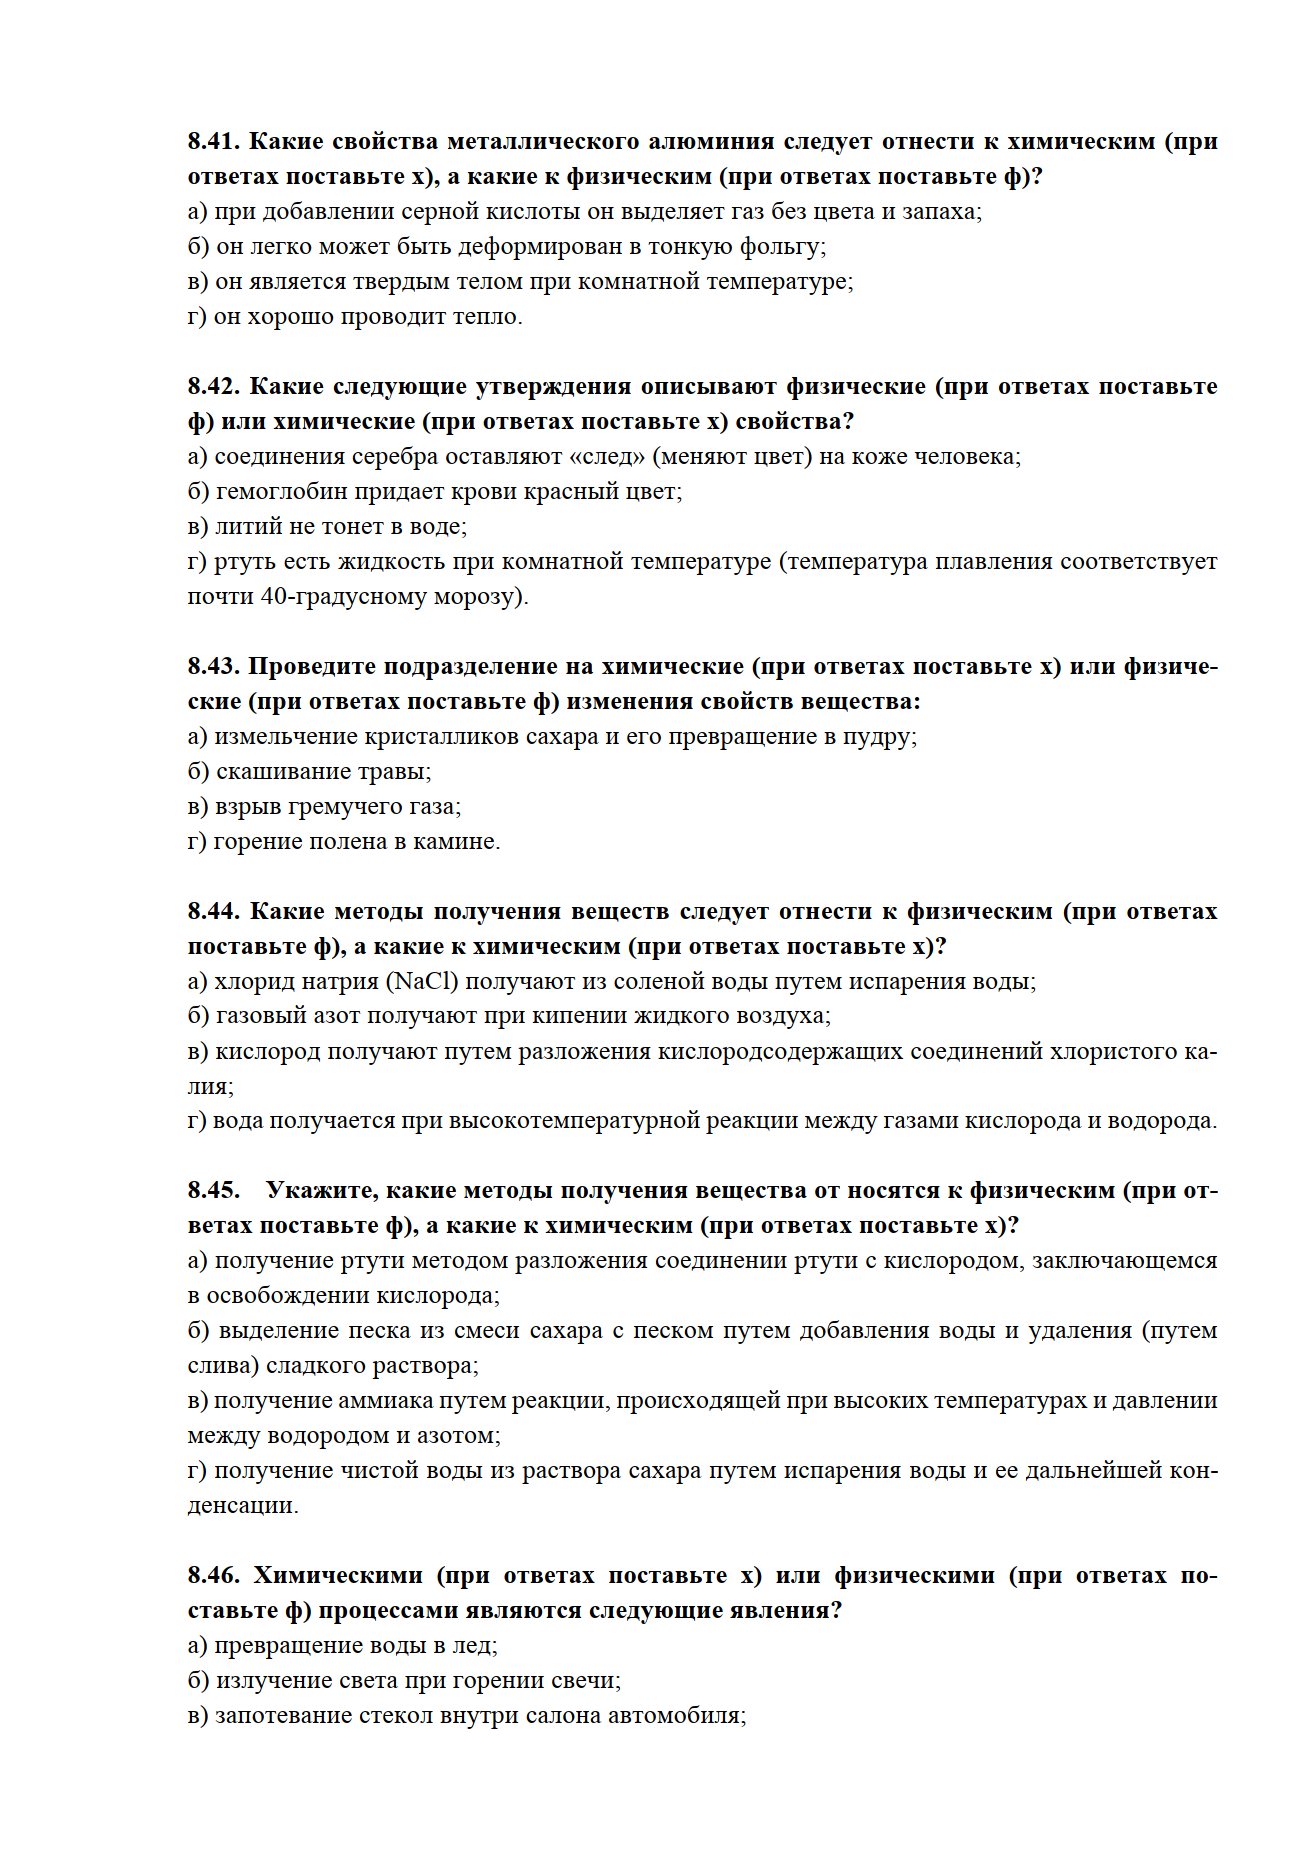 8.41. Какие свойства металлического алюминия следует отнести к химическим (при
ответах поставьте х), а какие к физическим (при ответах поставьте ф)?
а) при добавлении серной кислоты он выделяет газ без цвета и запаха;
б) он легко может быть деформирован в тонкую фольгу;
в) он является твердым телом при комнатной температуре;
г) он хорошо проводит тепло.
8.42. Какие следующие утверждения описывают физические (при ответах поставьте
ф) или химические (при ответах поставьте х) свойства?
а) соединения серебра оставляют «след» (меняют цвет) на коже человека;
б) гемоглобин придает крови красный цвет;
в) литий не тонет в воде;
г) ртуть есть жидкость при комнатной температуре (температура плавления соответствует
почти 40-градусному морозу).
8.43. Проведите подразделение на химические (при ответах поставьте х) или физиче-
ские (при ответах поставьте ф) изменения свойств вещества:
а) измельчение кристалликов сахара и его превращение в пудру;
б) скашивание травы;
в) взрыв гремучего газа;
г) горение полена в камине.
8.44. Какие методы получения веществ следует отнести к физическим (при ответах
поставьте ф), а какие к химическим (при ответах поставьте х)?
а) хлорид натрия (NaCl) получают из соленой воды путем испарения воды;
б) газовый азот получают при кипении жидкого воздуха;
в) кислород получают путем разложения кислородсодержащих соединений хлористого ка-
лия;
г) вода получается при высокотемпературной реакции между газами кислорода и водорода.
8.45. Укажите, какие методы получения вещества от носятся к физическим (при от-
ветах поставьте ф), а какие к химическим (при ответах поставьте х)?
а) получение ртути методом разложения соединении ртути с кислородом, заключающемся
в освобождении кислорода;
б) выделение песка из смеси сахара с песком путем добавления воды и удаления (путем
слива) сладкого раствора;
в) получение аммиака путем реакции, происходящей при высоких температурах и давлении
между водородом и азотом;
г) получение чистой воды из раствора сахара путем испарения воды и ее дальнейшей кон-
денсации.
8.46. Химическими (при ответах поставьте х) или физическими (при ответах по-
ставьте ф) процессами являются следующие явления?
а) превращение воды в лед;
б) излучение света при горении свечи;
в) запотевание стекол внутри салона автомобиля;